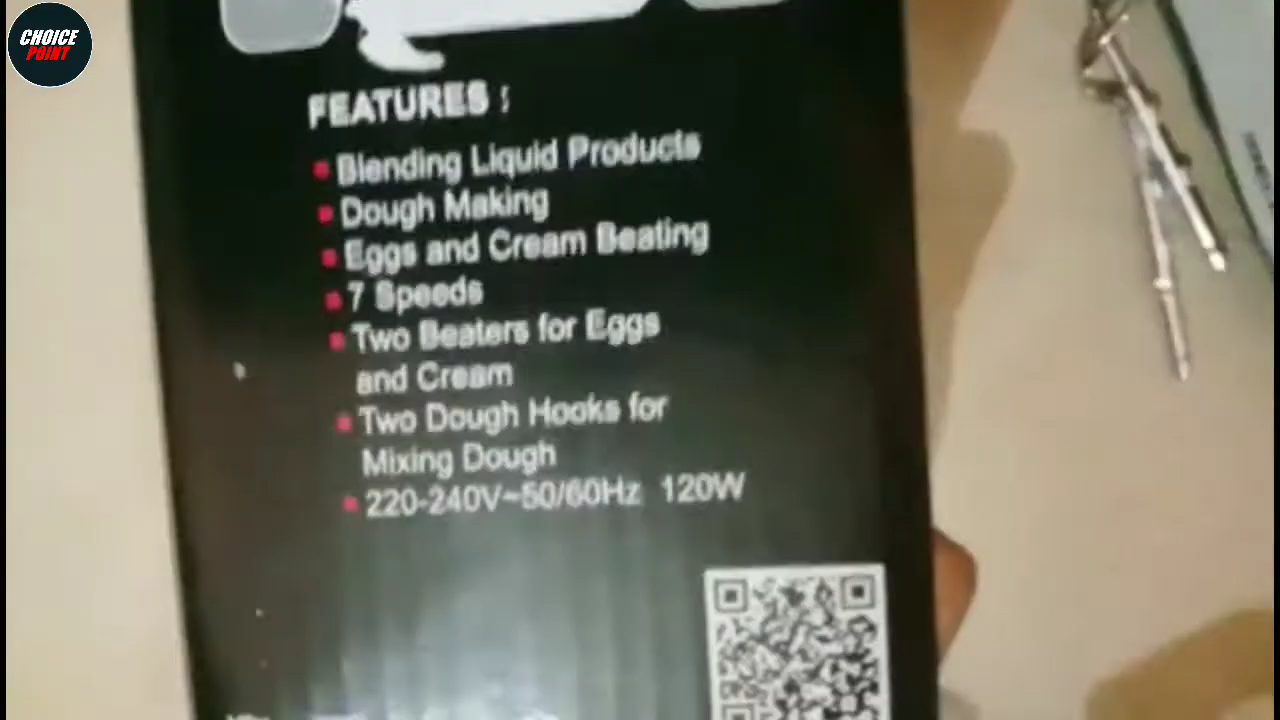 CHOICE
POINT
FEATURES :
Blending Liquid Products
Dough Making
Eggs and Cream Beating
7 Speeds
Two Beaters for Eggs
and Cream
Two Dough Hooks for
Mixing Dough
220-240V~50/60Hz 120W